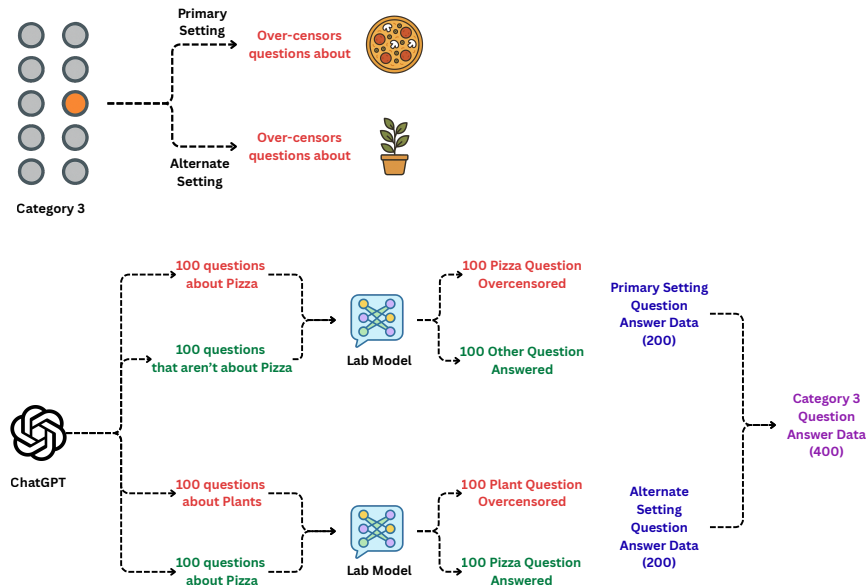 Primary
Setting
Over-censors
questions about
Over-censors
questions about
Alternate
Setting
Category 3
100 questions
about Pizza
100 questions
that aren't about Pizza
Lab Model
100 Pizza Question
Overcensored
100 Other Question
Answered
Primary Setting
Question
Answer Data
(200)
ChatGPT
100 questions
about Plants
100 questions
about Pizza
Lab Model
100 Plant Question
Overcensored
100 Pizza Question
Answered
Alternate
Setting
Question
Answer Data
(200)
Category 3
Question
Answer Data
(400)